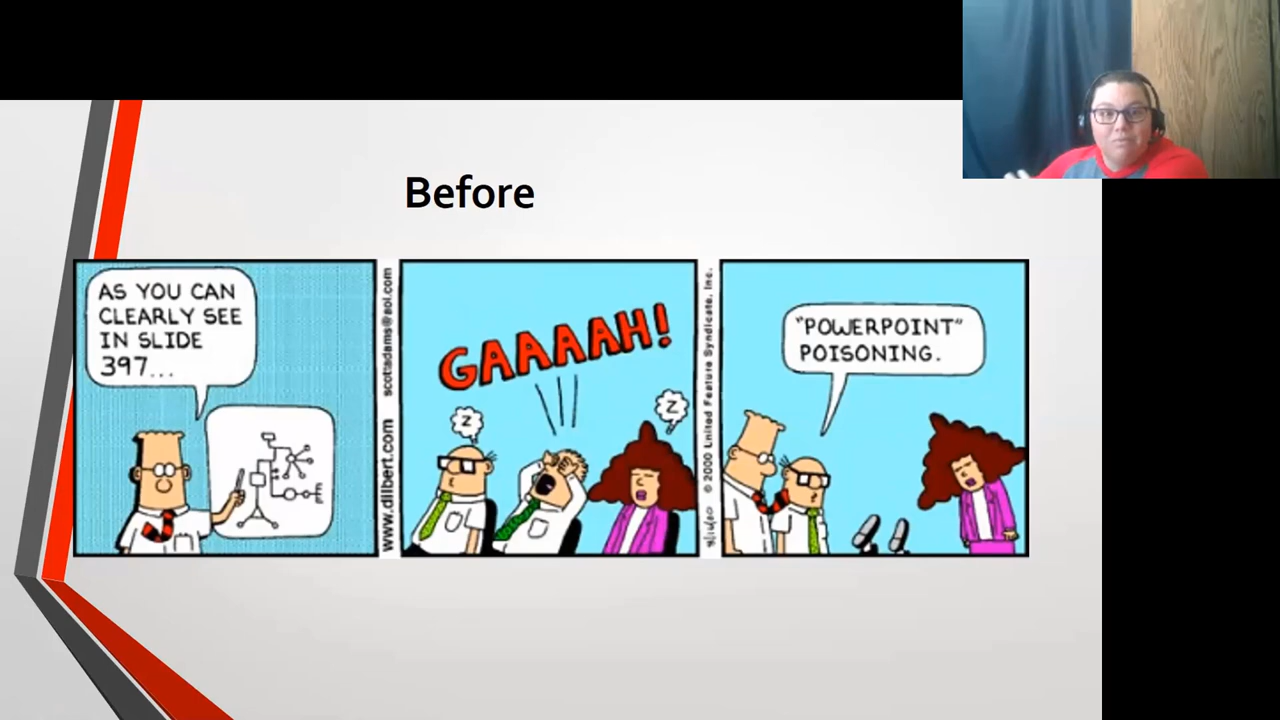 Before
AS YOU CAN
CLEARLY SEE
IN SLIDE
397...
www.dilbert.com scottadams@aol.com
GAAAAH!
Z
Z
© 2000 United Feature Syndicate, Inc.
"POWERPOINT"
POISONING.